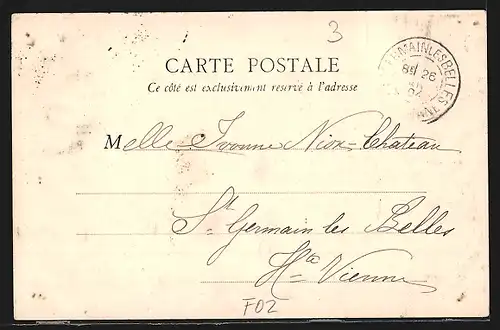 3
CARTE POSTALE
Ce côté est exclusivement réservé à l'adresse
Melle Yvonne Nion=Chateau
St Germain les Belles
Hte Vienne
F02